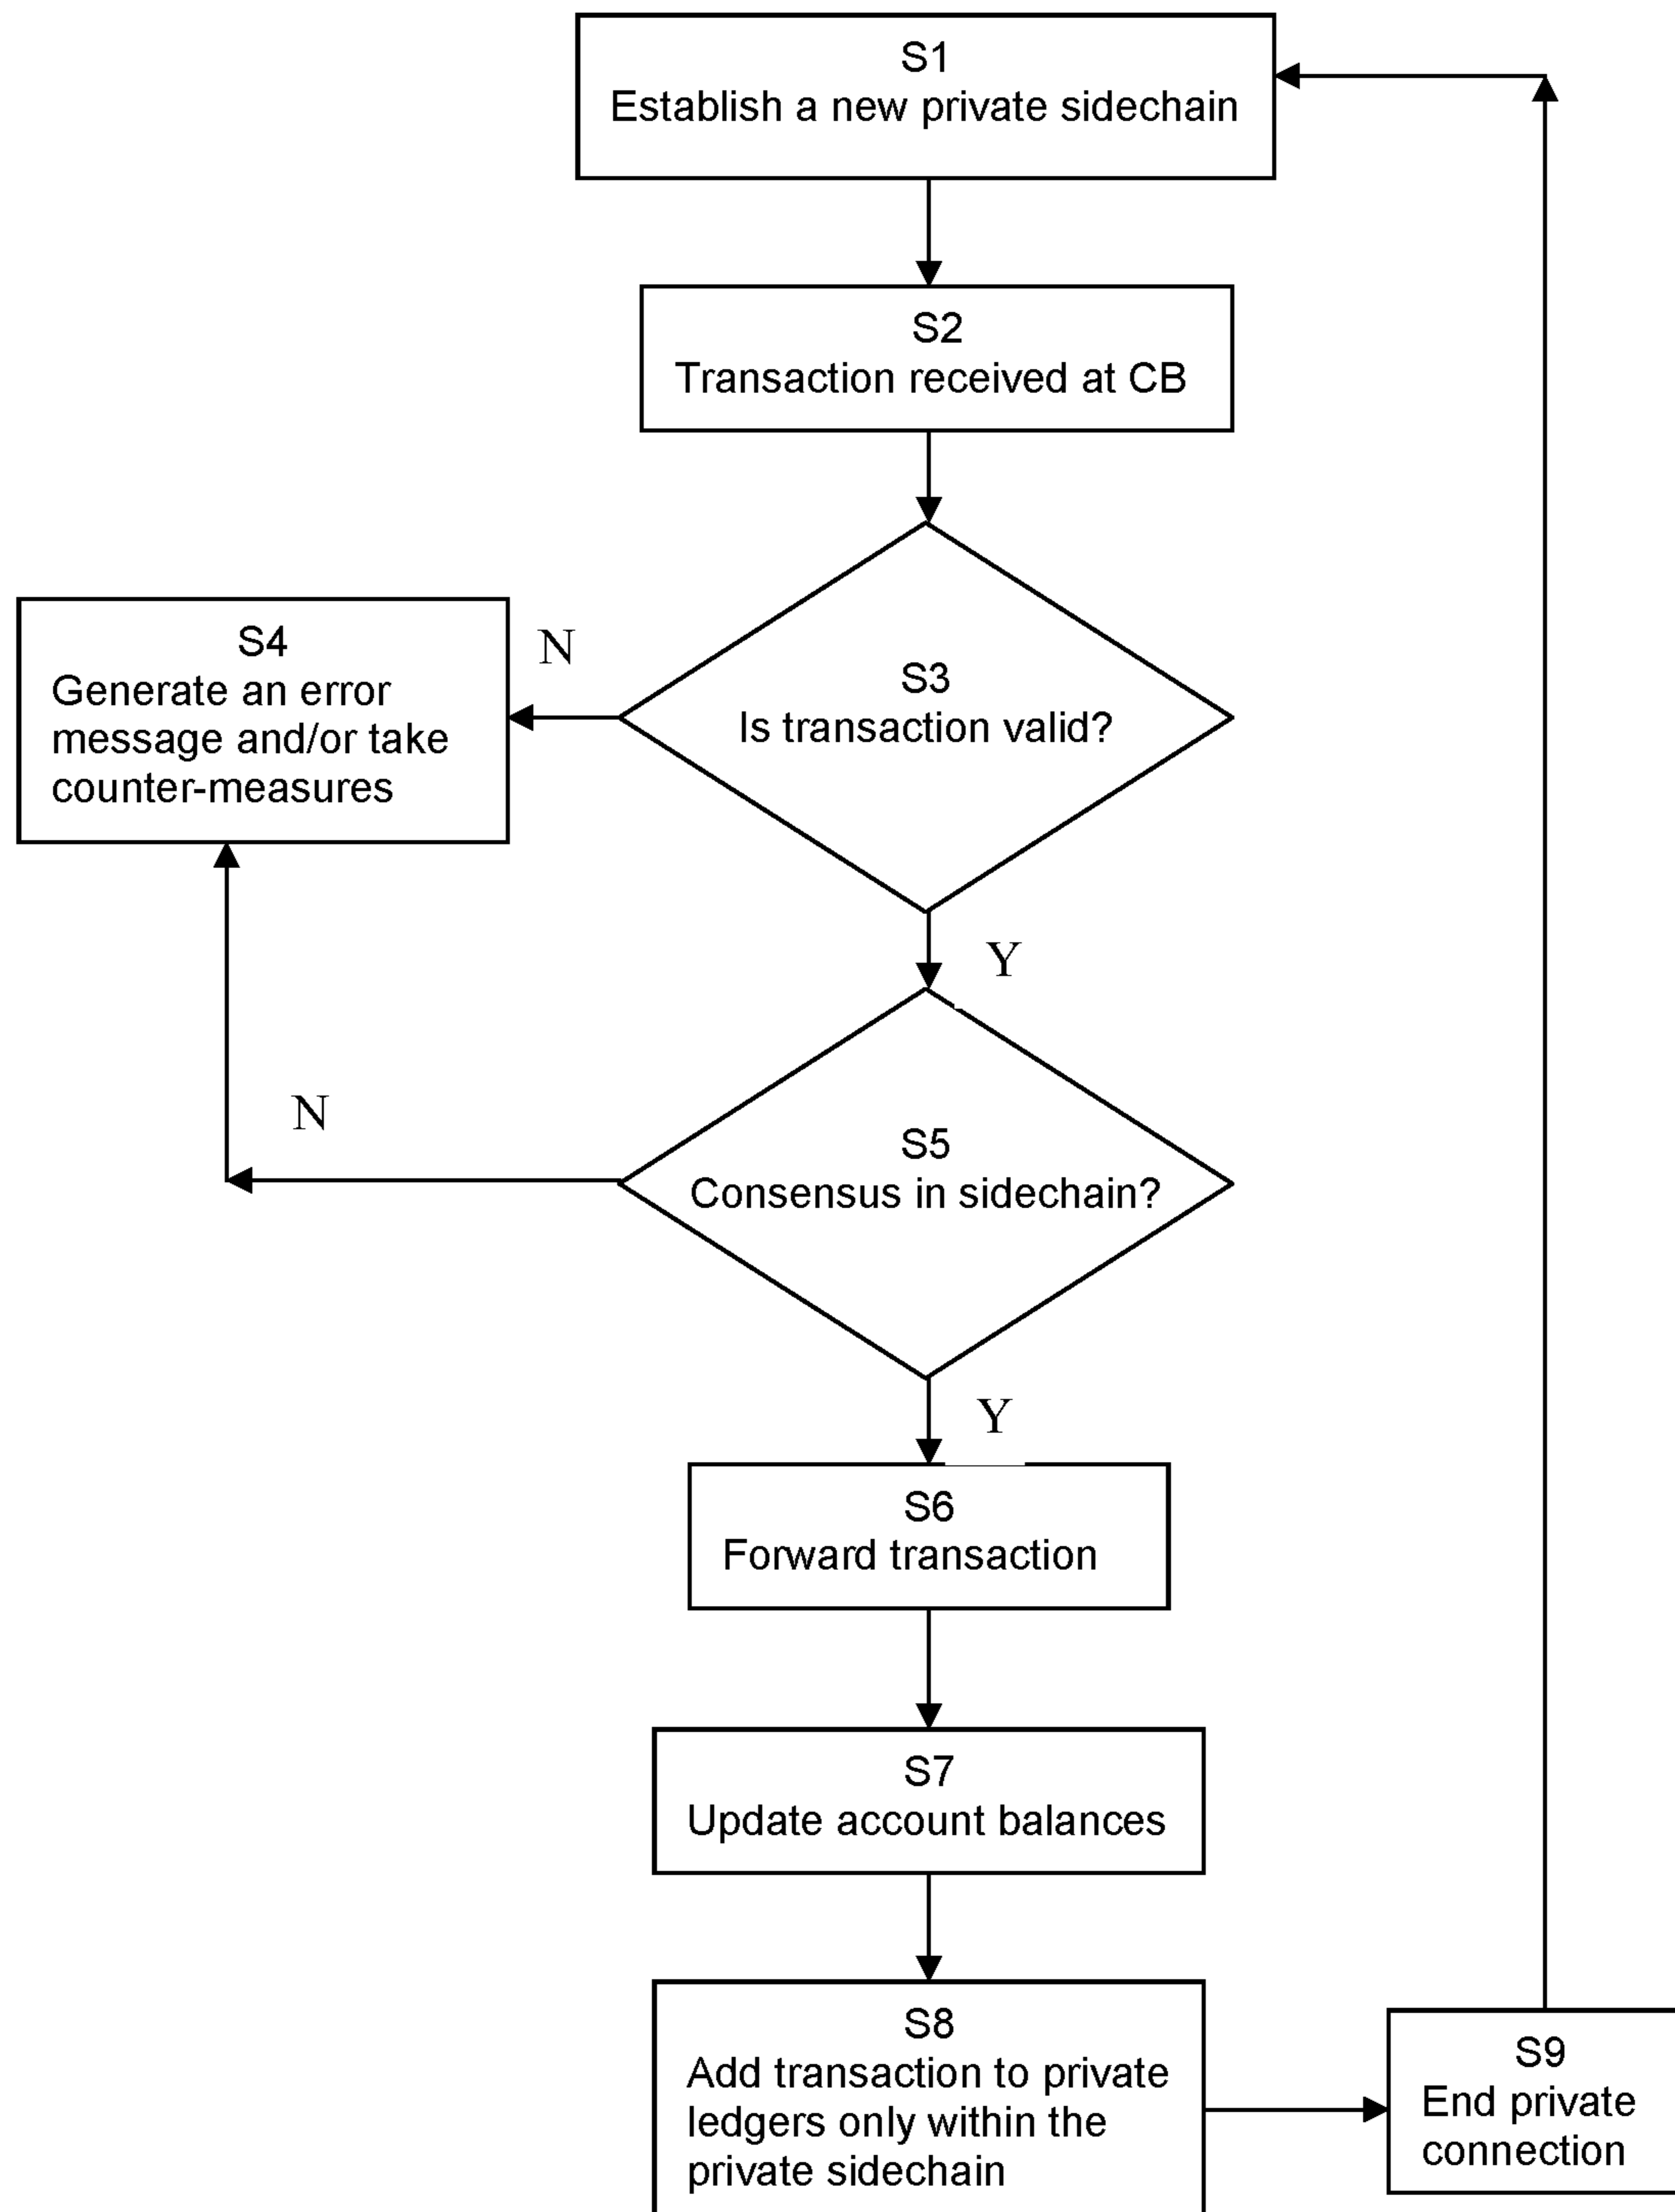 S1
Establish a new private sidechain
S2
Transaction received at CB
S3
Is transaction valid?
N
S4
Generate an error
message and/or take
counter-measures
Y
S5
Consensus in sidechain?
N
Y
S6
Forward transaction
S7
Update account balances
S8
Add transaction to private
ledgers only within the
private sidechain
S9
End private
connection